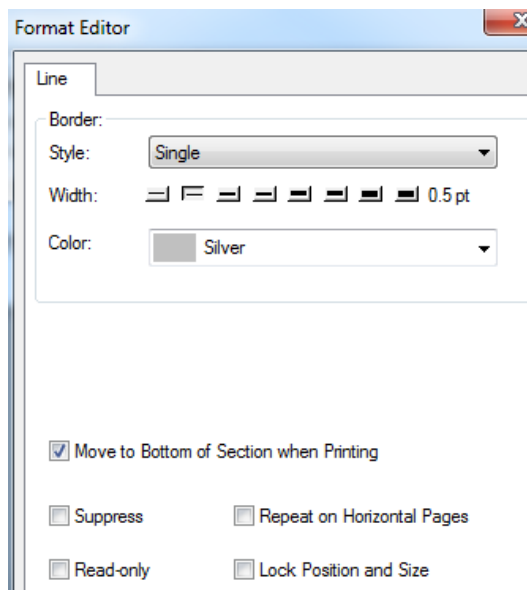 Format Editor
Line
Border:
Style: Single
Width: 0.5 pt
Color: Silver
Move to Bottom of Section when Printing
Suppress Repeat on Horizontal Pages
Read-only Lock Position and Size